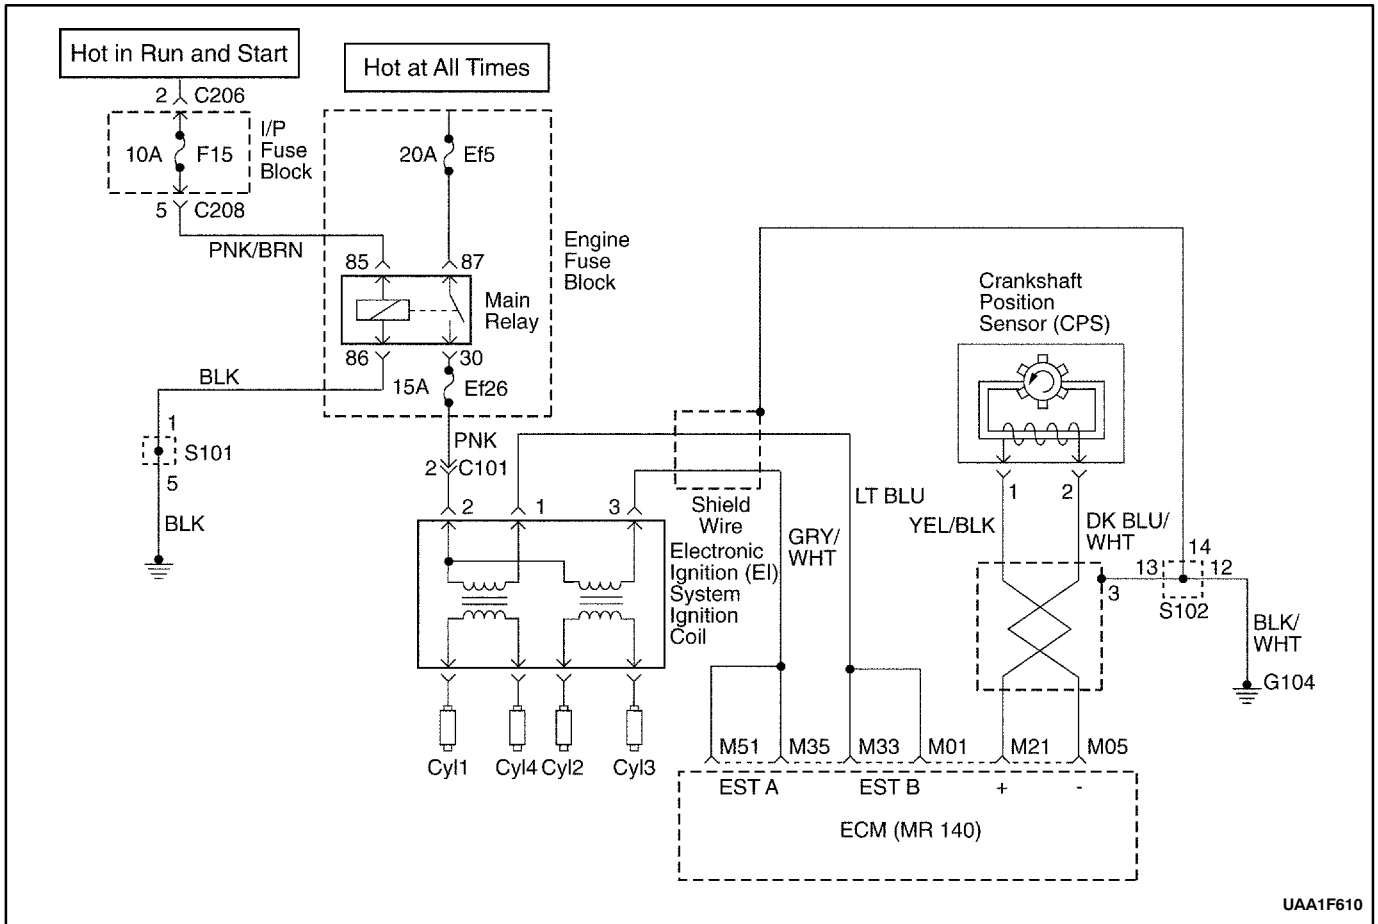 Hot in Run and Start
Hot at All Times
2 C206
10A F15
I/P
Fuse
Block
5 C208
PNK/BRN
20A Ef5
Engine
Fuse
Block
85 87
Main
Relay
86 30
15A Ef26
BLK
1
S101
5
BLK
PNK
2 C101
2 1 3
Shield
Wire
Electronic
Ignition (EI)
System
Ignition
Coil
GRY/
WHT
LT BLU
Crankshaft
Position
Sensor (CPS)
1 2
YEL/BLK
DK BLU/
WHT
3
13 14 12
S102
BLK/
WHT
G104
Cyl1 Cyl4 Cyl2 Cyl3
M51 M35 M33 M01 M21 M05
EST A EST B + -
ECM (MR 140)
UAA1F610